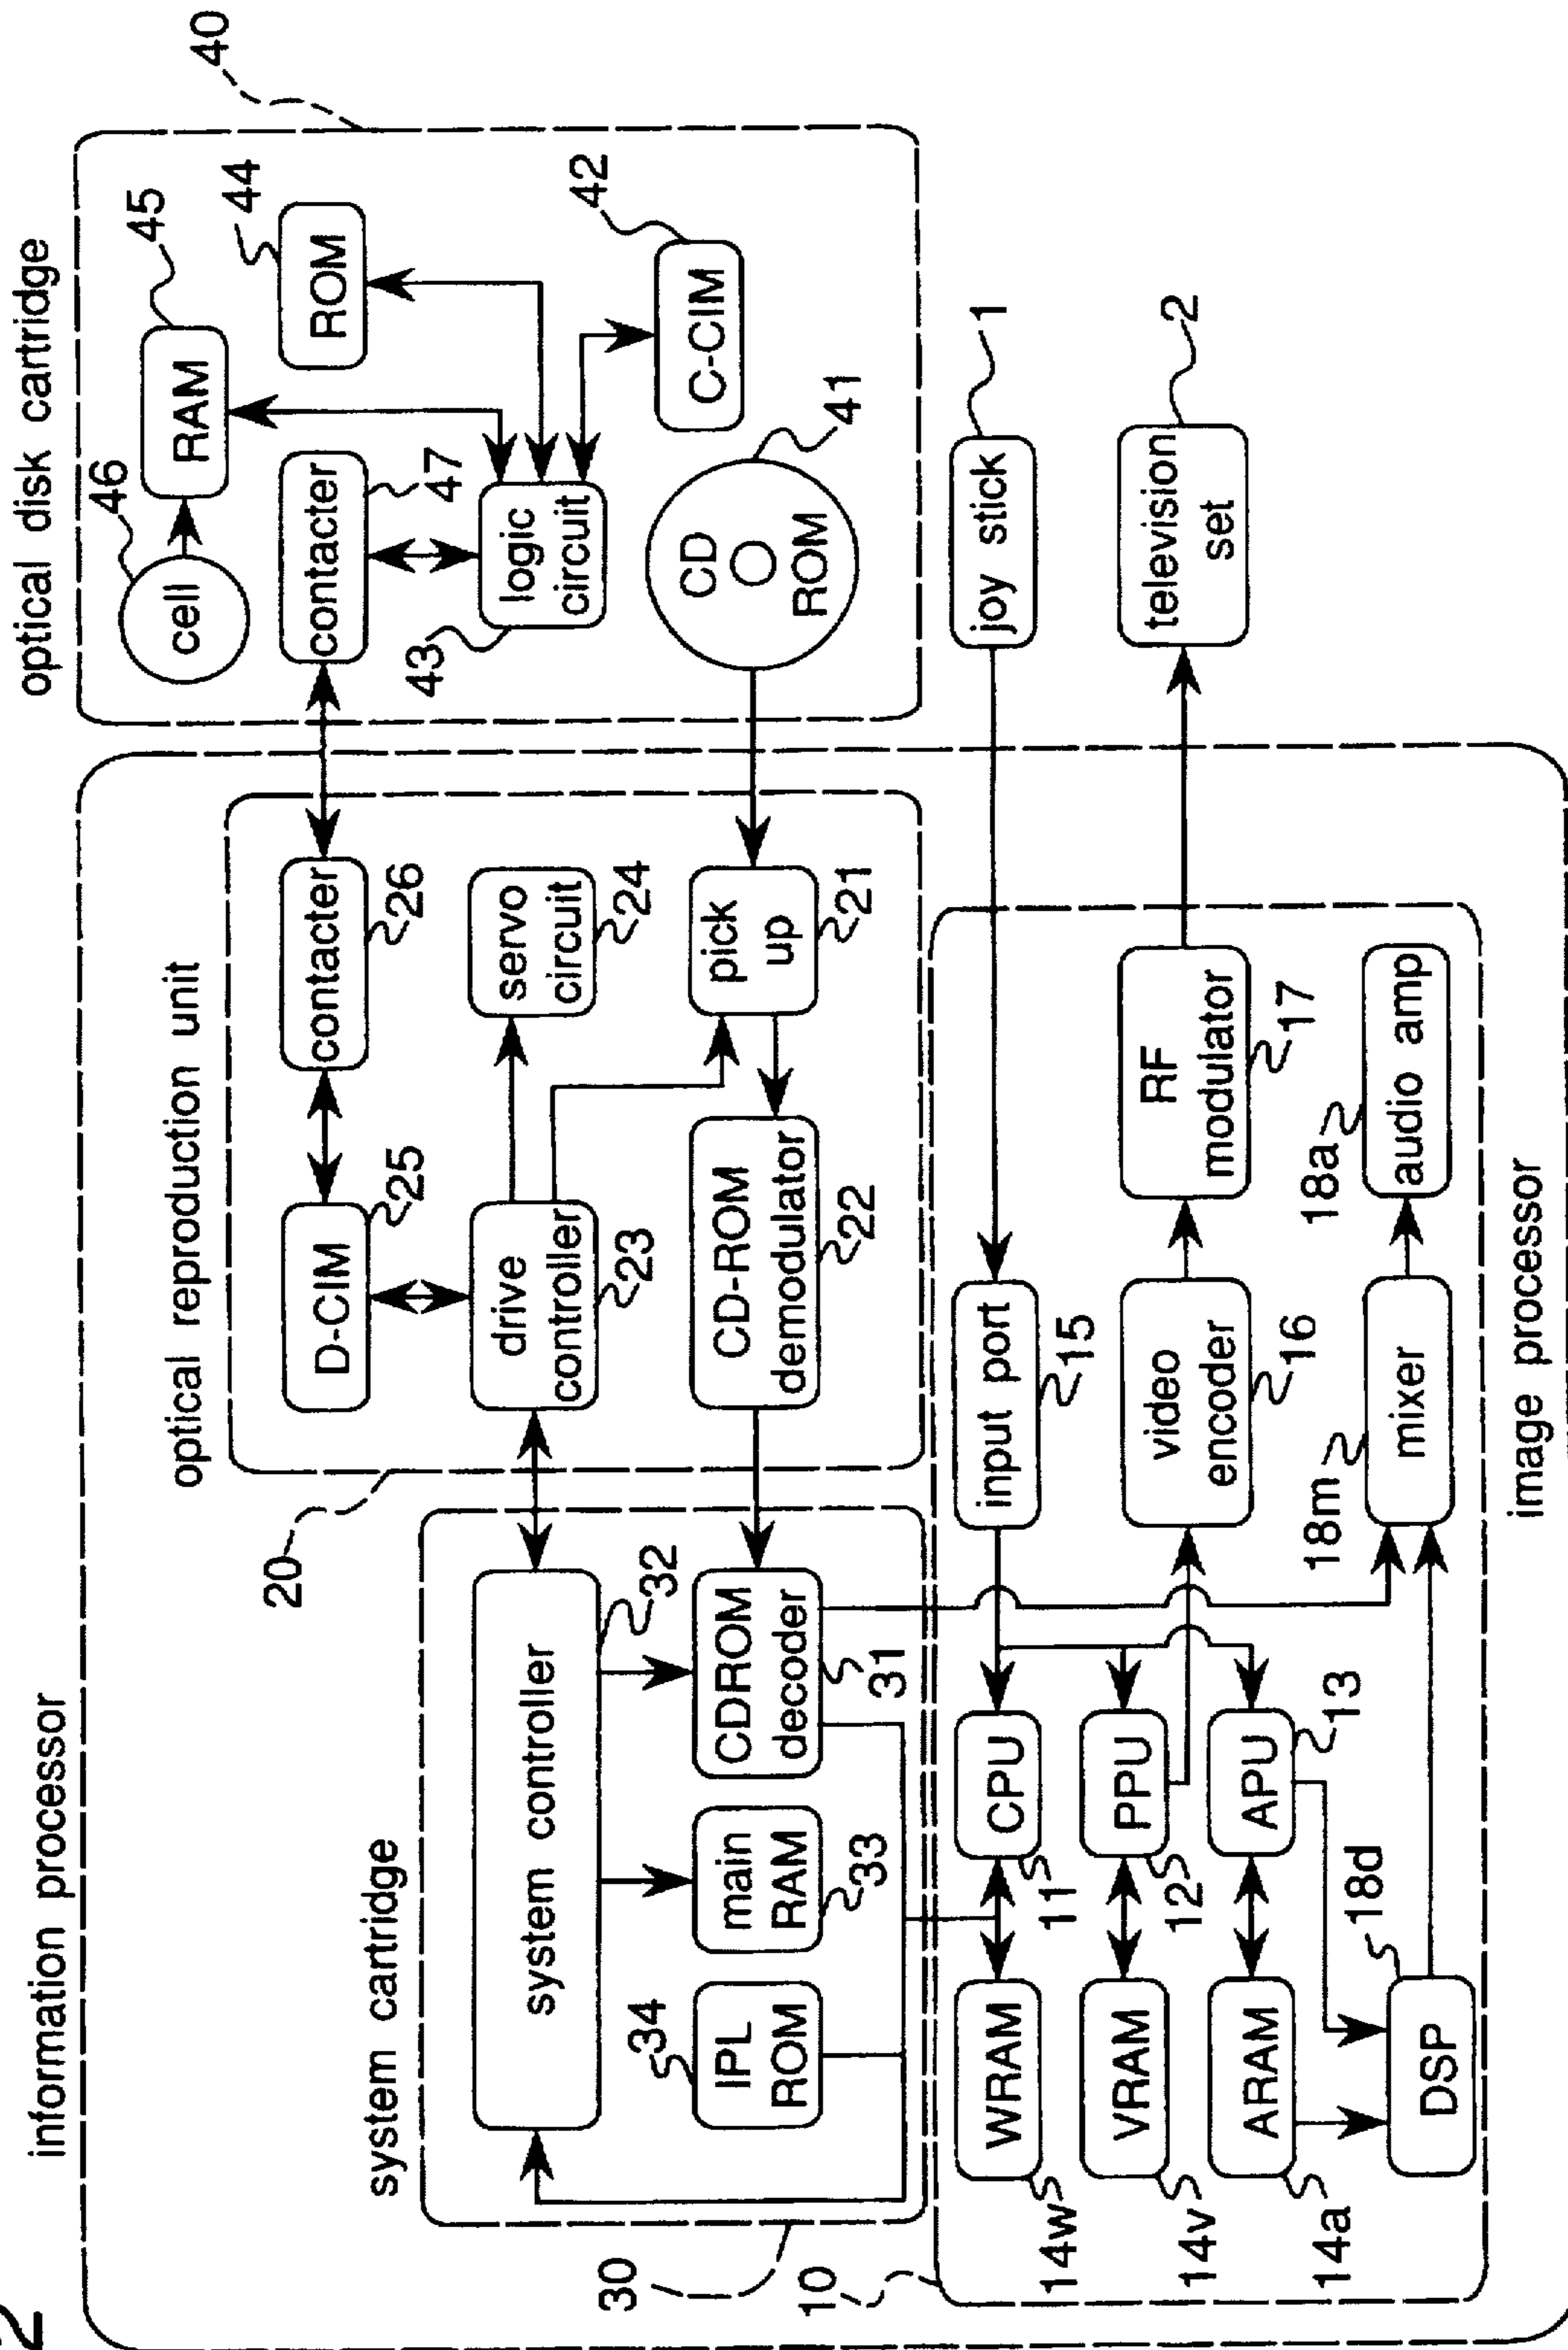 2
information processor
optical disk cartridge
40
46
cell
45
RAM
44
ROM
contacter
47
43
logic
circuit
42
C-CIM
CD
ROM
41
optical reproduction unit
20
D-CIM
25
contacter
26
drive
controller
23
servo
circuit
24
CD-ROM
demodulator
22
pick
up
21
system cartridge
30
system controller
32
34
IPL
ROM
main
RAM
33
CDROM
decoder
31
joy stick
1
television
set
2
10
image processor
WRAM
14w
CPU
11
input port
15
VRAM
14v
PPU
12
video
encoder
16
RF
modulator
17
ARAM
14a
APU
13
DSP
18d
mixer
18m
audio amp
18a